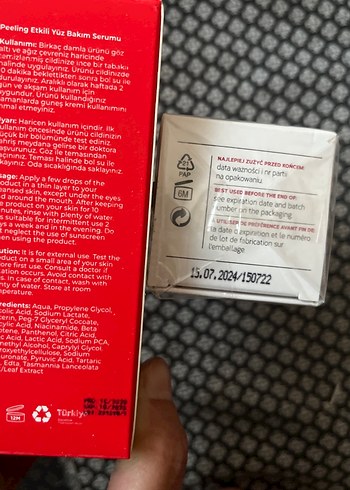 Peeling Etkili Yüz Bakım Serumu
Kullanımı: Birkaç damla ürünü göz
altı ve ağız çevreniz haricinde
temizlenmiş cildinize ince bir tabaka
halinde uygulayınız. Ürünü cildinizde
10 dakika beklettikten sonra bol su ile
Aralıklı olarak haftada 2
gün ve akşam kullanım için
uygundur. Ürünü kullandığınız
zamanlarda güneş kremi kullanımını
ihmal etmeyiniz.
Haricen kullanım içindir. İlk
kullanım öncesinde ürünü cildinizin
küçük bir bölümünde test ediniz.
meydana gelirse bir doktora
başvurunuz. Göz ile temasından
kaçınınız. Teması halinde bol su ile
Oda sıcaklığında saklayınız.
Usage: Apply a few drops of the
product in a thin layer to your
cleansed skin, except under the eyes
and around the mouth. After keeping
the product on your skin for 10
minutes, rinse with plenty of water
is suitable for intermittent use 2
days a week and in the evening. Do
not neglect the use of sunscreen
when using the product.
Caution: It is for external use. Test the
product on a small area of your skin
before first use. Consult a doctor if
occurs. Avoid contact with
eyes, in case of contact, wash with
plenty of water. Store at room
temperature.
Ingredients: Aqua, Propylene Glycol,
Glycolic Acid, Sodium Lactate,
Glycerin, Peg-7 Glyceryl Cocoate,
Salicylic Acid, Niacinamide, Beta
Panthenol, Citric Acid,
Lactic Acid, Sodium PCA,
Alcohol, Caprylyl Glycol,
Hydroxyethylcellulose, Sodium
Hyaluronate, Pyruvic Acid, Tartaric
Acid, Edta, Tasmannia Lanceolata
Fruit/Leaf Extract
12M
Türkiye
21
PAP
6M
NAJLEPIEJ ZUŻYĆ PRZED KOŃCEM:
data ważności i nr partii
na opakowaniu
BEST USED BEFORE THE END OF:
see expiration date and batch
number on the packaging
À UTILISER DE PRÉFÉRENCE AVANT FIN DE
la date d'expiration et le numéro
de lot de fabrication sur
l'emballage
15.07.2024/150722